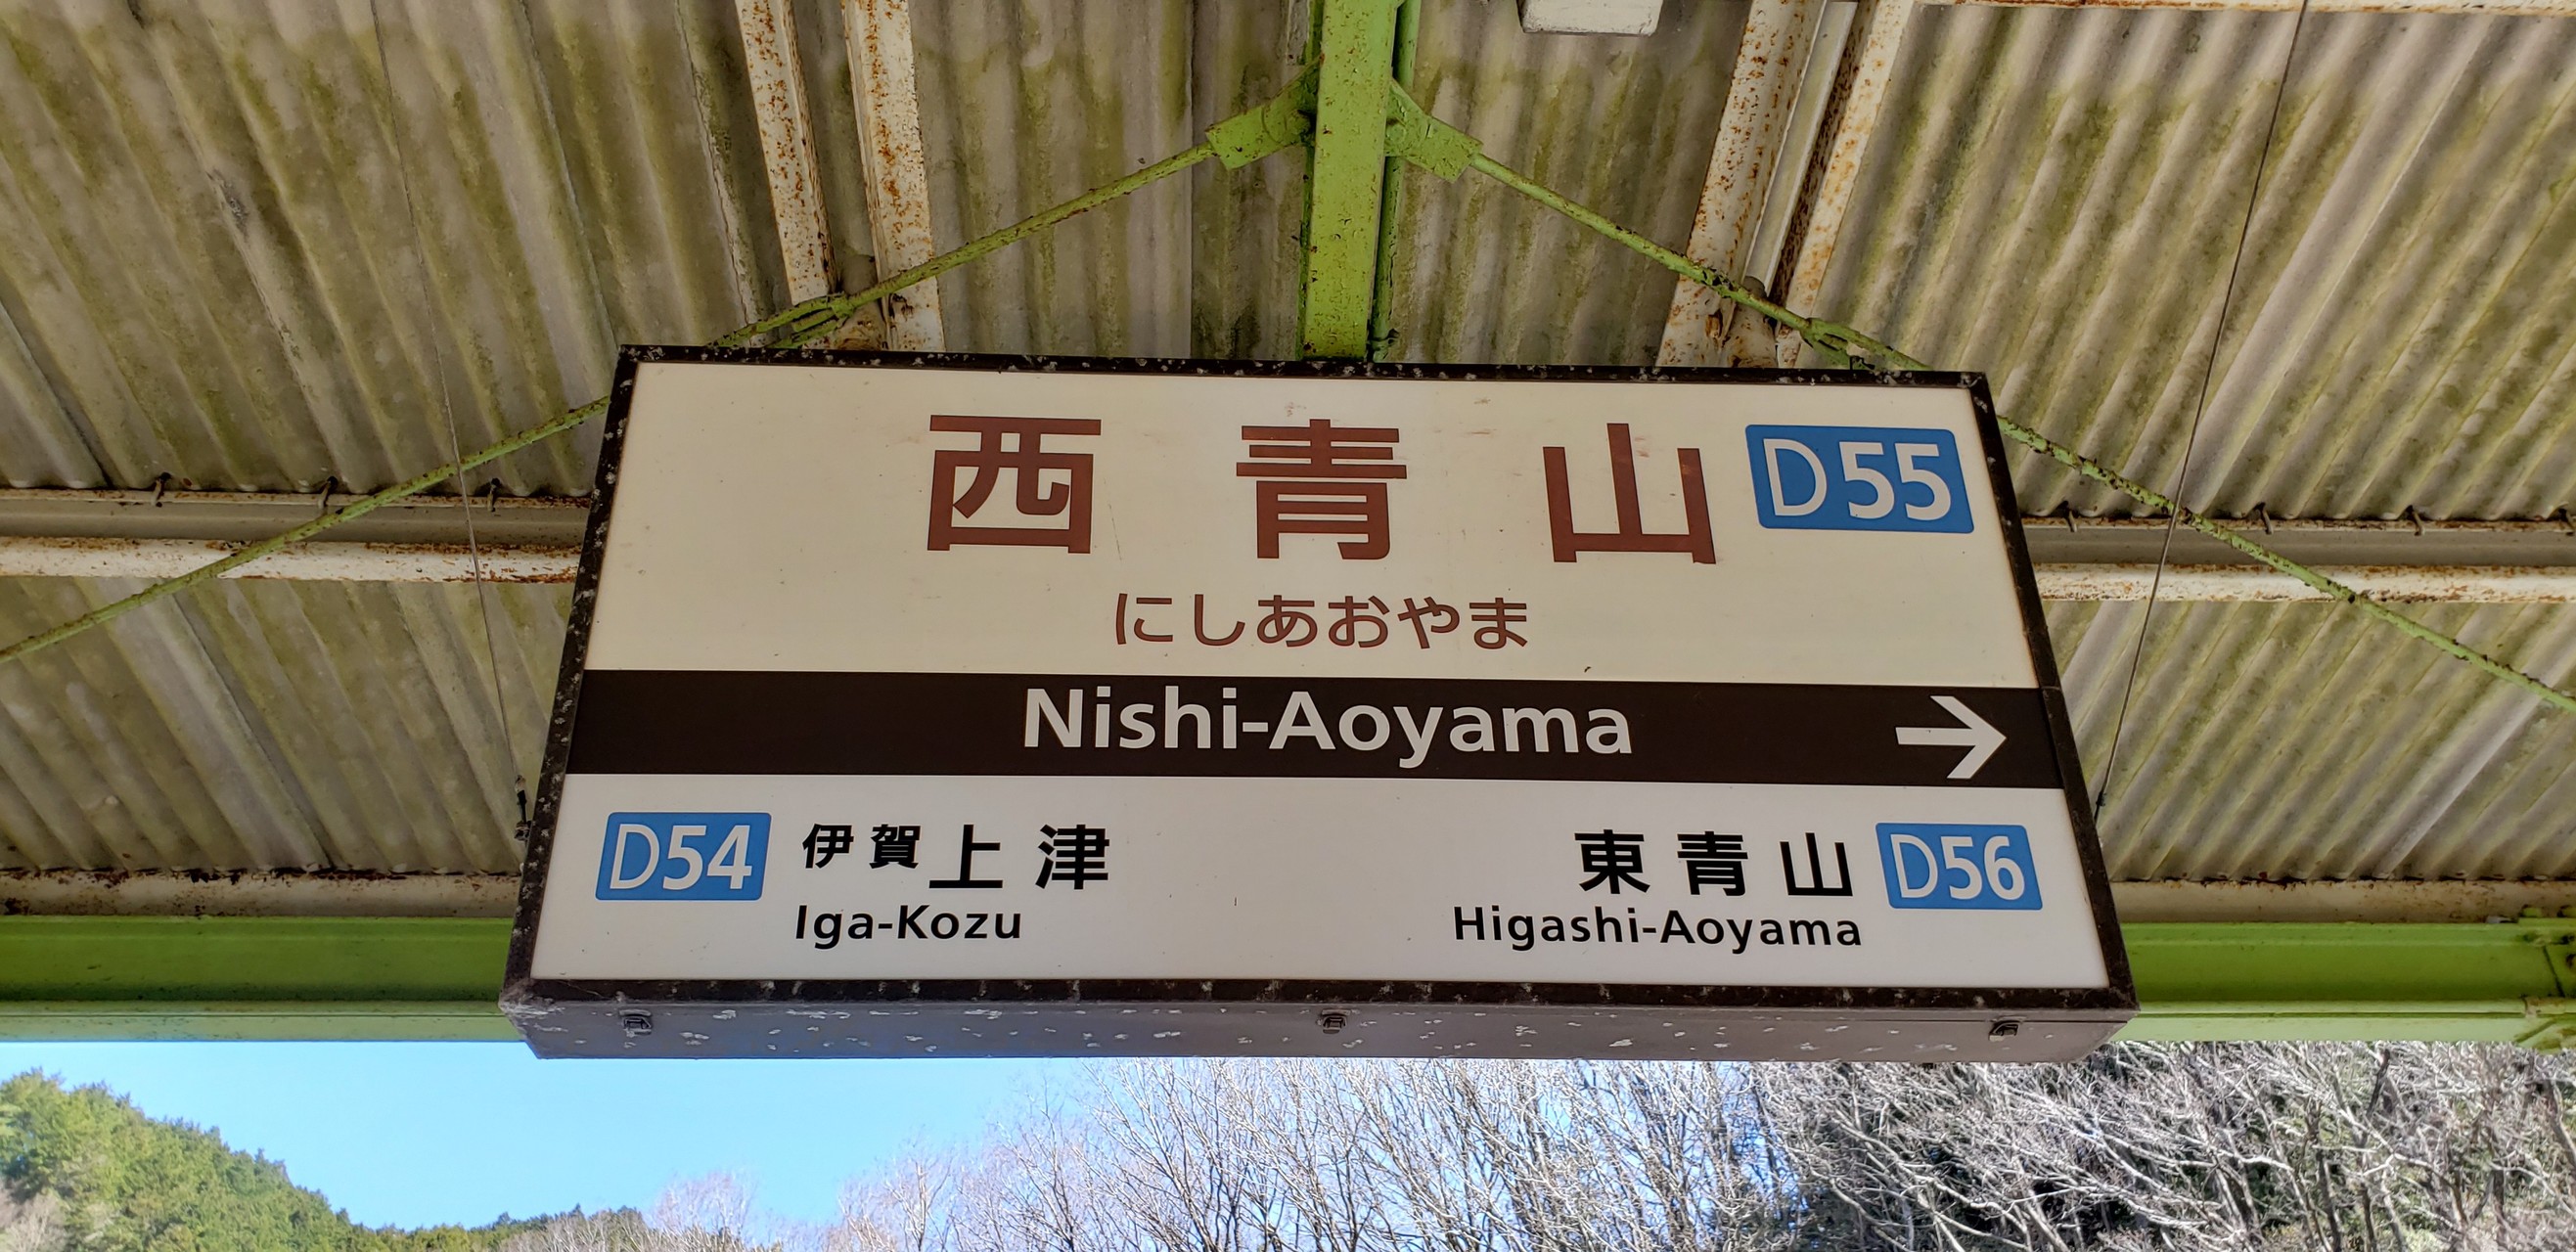 西青山 D55
にしあおやま
Nishi-Aoyama →
D54 伊賀上津 東青山 D56
Iga-Kozu Higashi-Aoyama